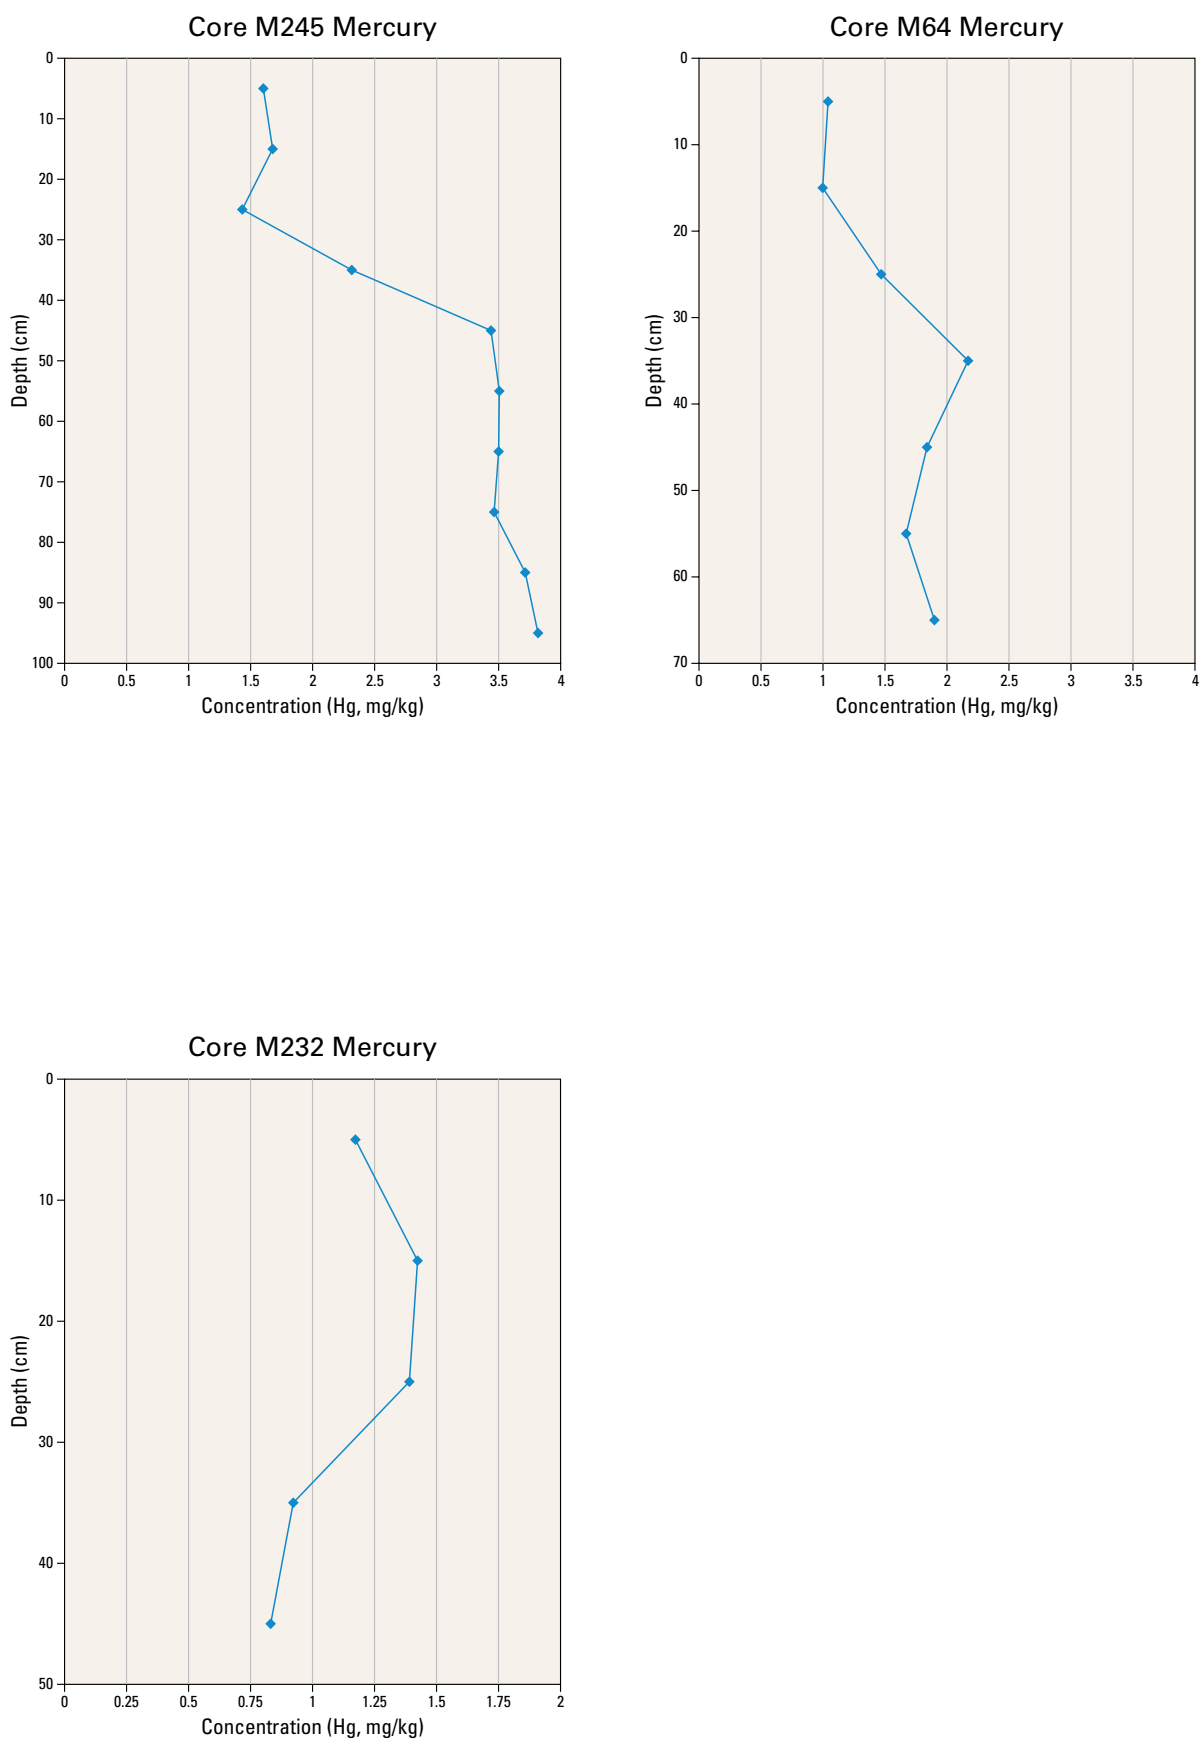 Core M245 Mercury
0
10
20
30
40
50
60
70
80
90
100
Depth (cm)
0 0.5 1 1.5 2 2.5 3 3.5 4
Concentration (Hg, mg/kg)
Core M64 Mercury
0
10
20
30
40
50
60
70
Depth (cm)
0 0.5 1 1.5 2 2.5 3 3.5 4
Concentration (Hg, mg/kg)
Core M232 Mercury
0
10
20
30
40
50
Depth (cm)
0 0.25 0.5 0.75 1 1.25 1.5 1.75 2
Concentration (Hg, mg/kg)